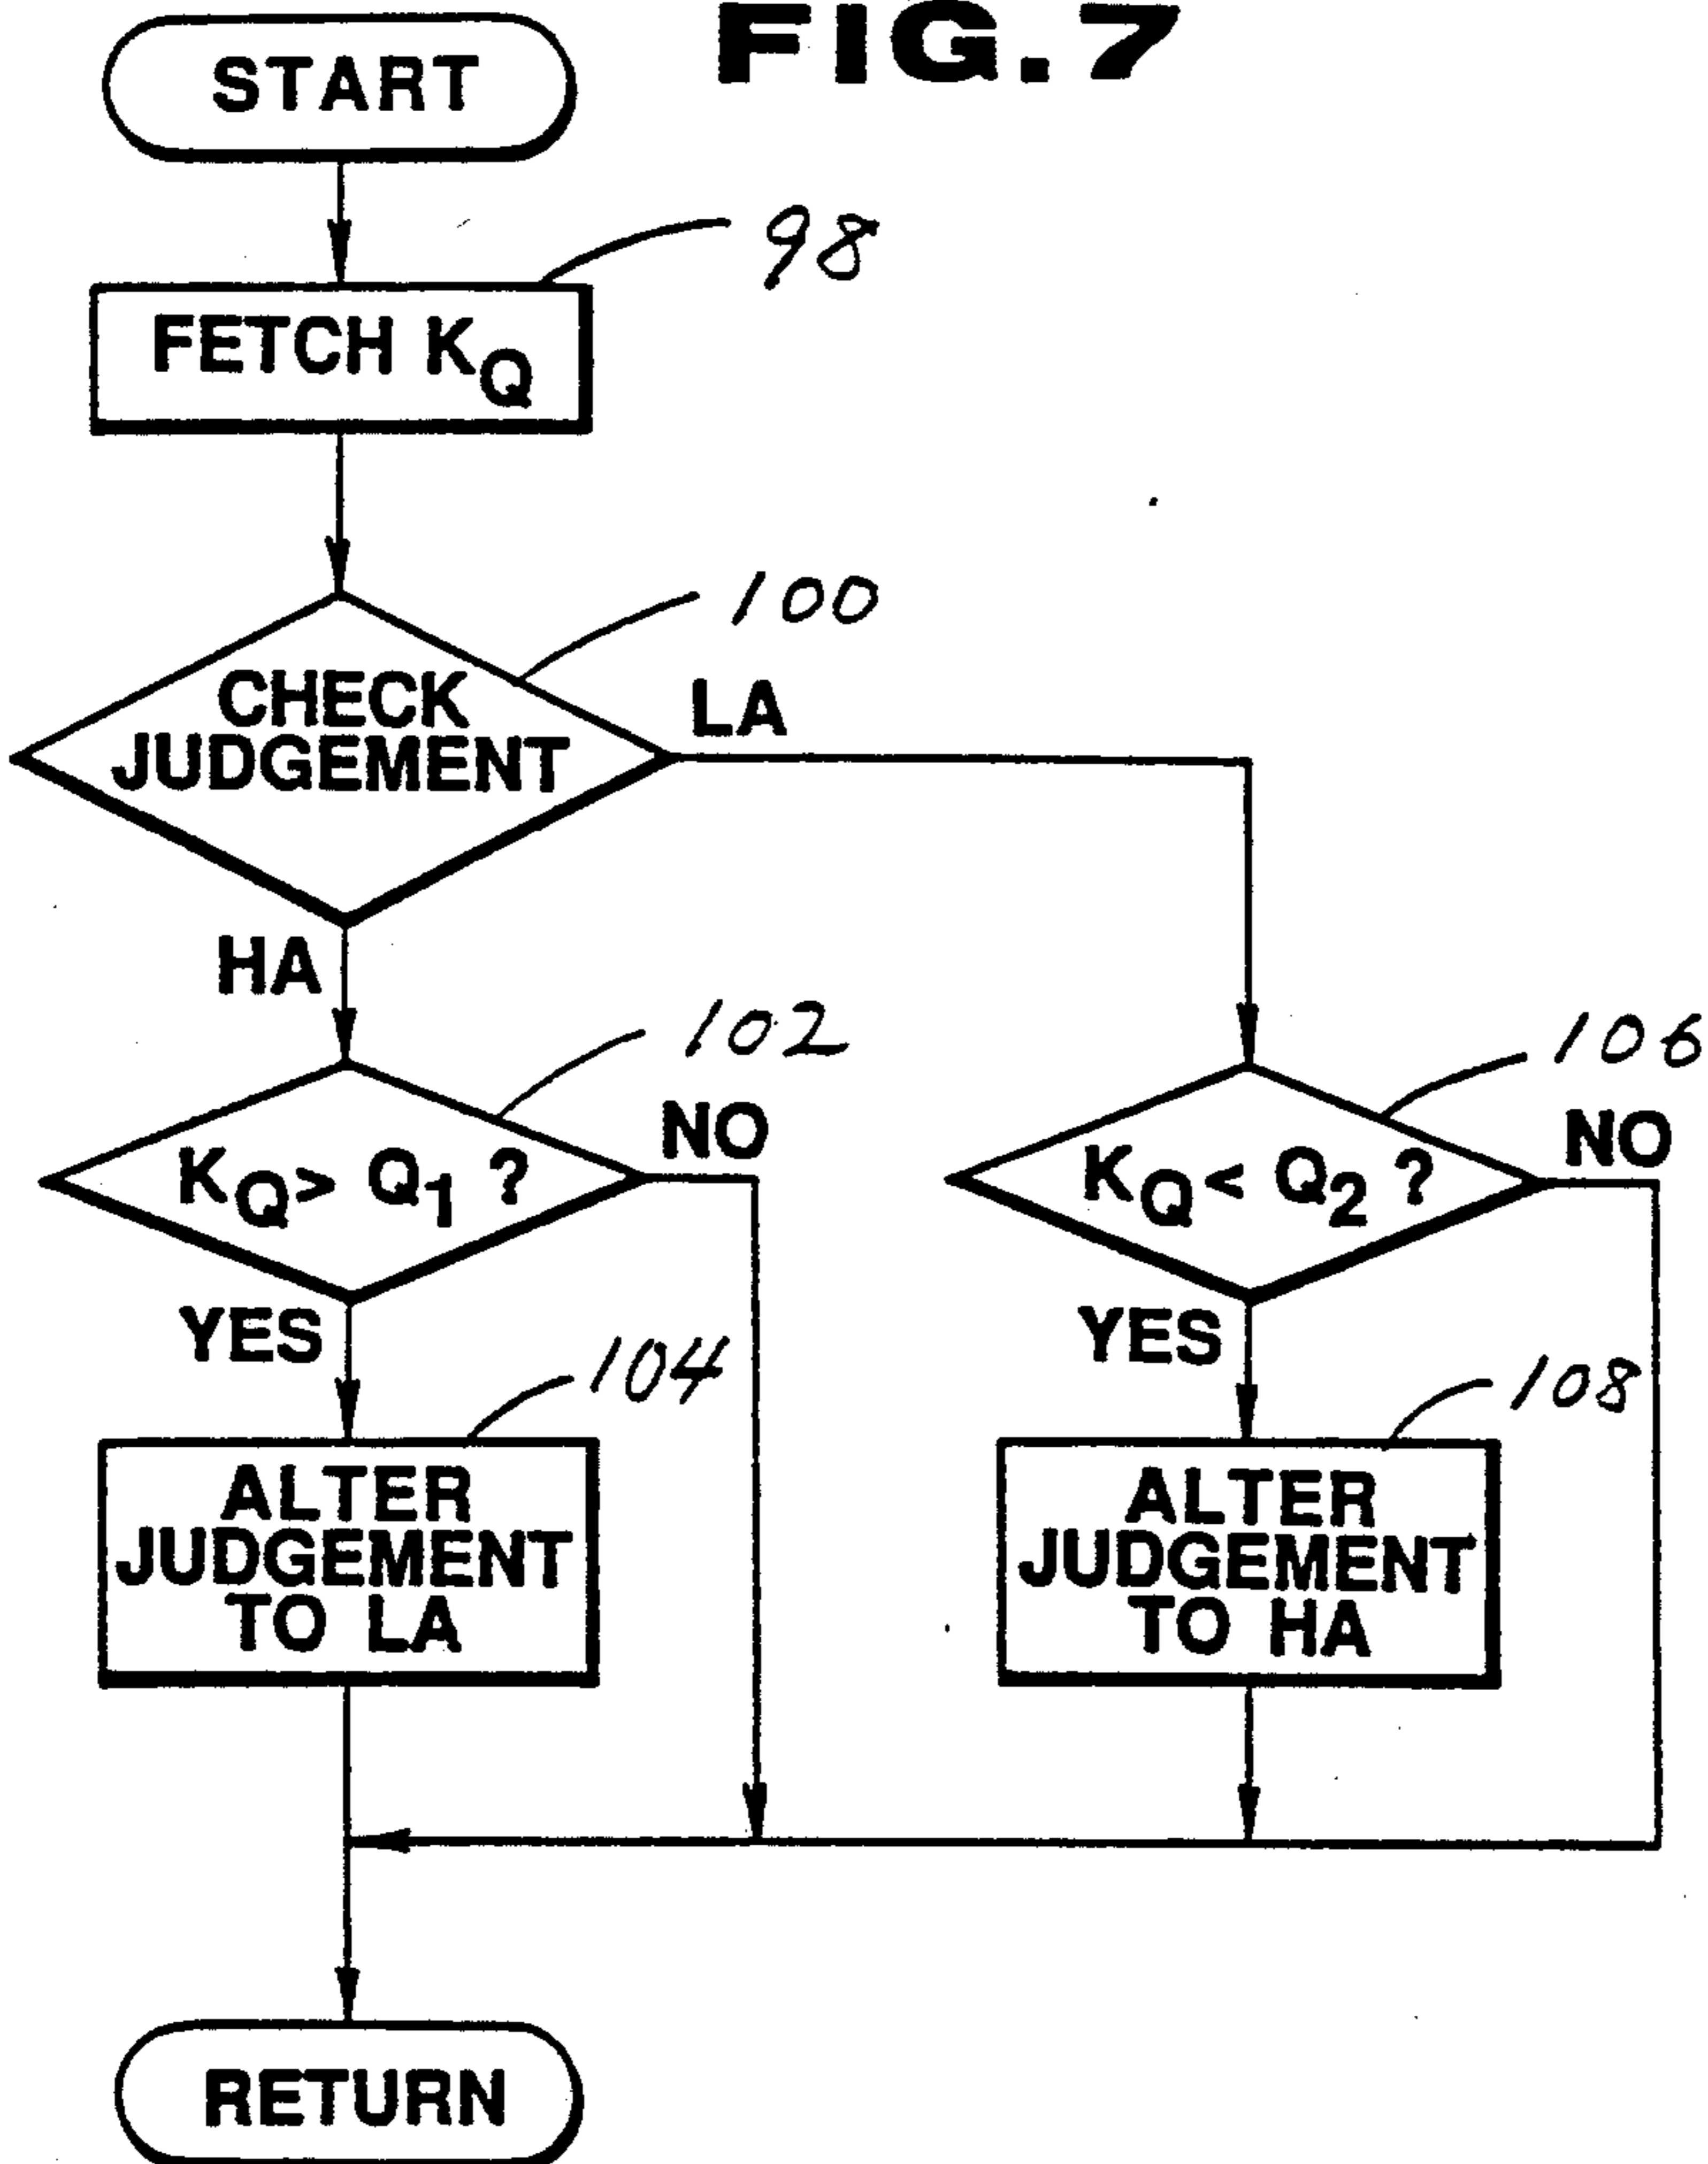 FIG.7
START
98
FETCH KQ
100
CHECK
JUDGEMENT
LA
HA
102
106
KQ> Q1 ?
NO
KQ< Q2 ?
NO
YES
YES
104
108
ALTER
JUDGEMENT
TO LA
ALTER
JUDGEMENT
TO HA
RETURN